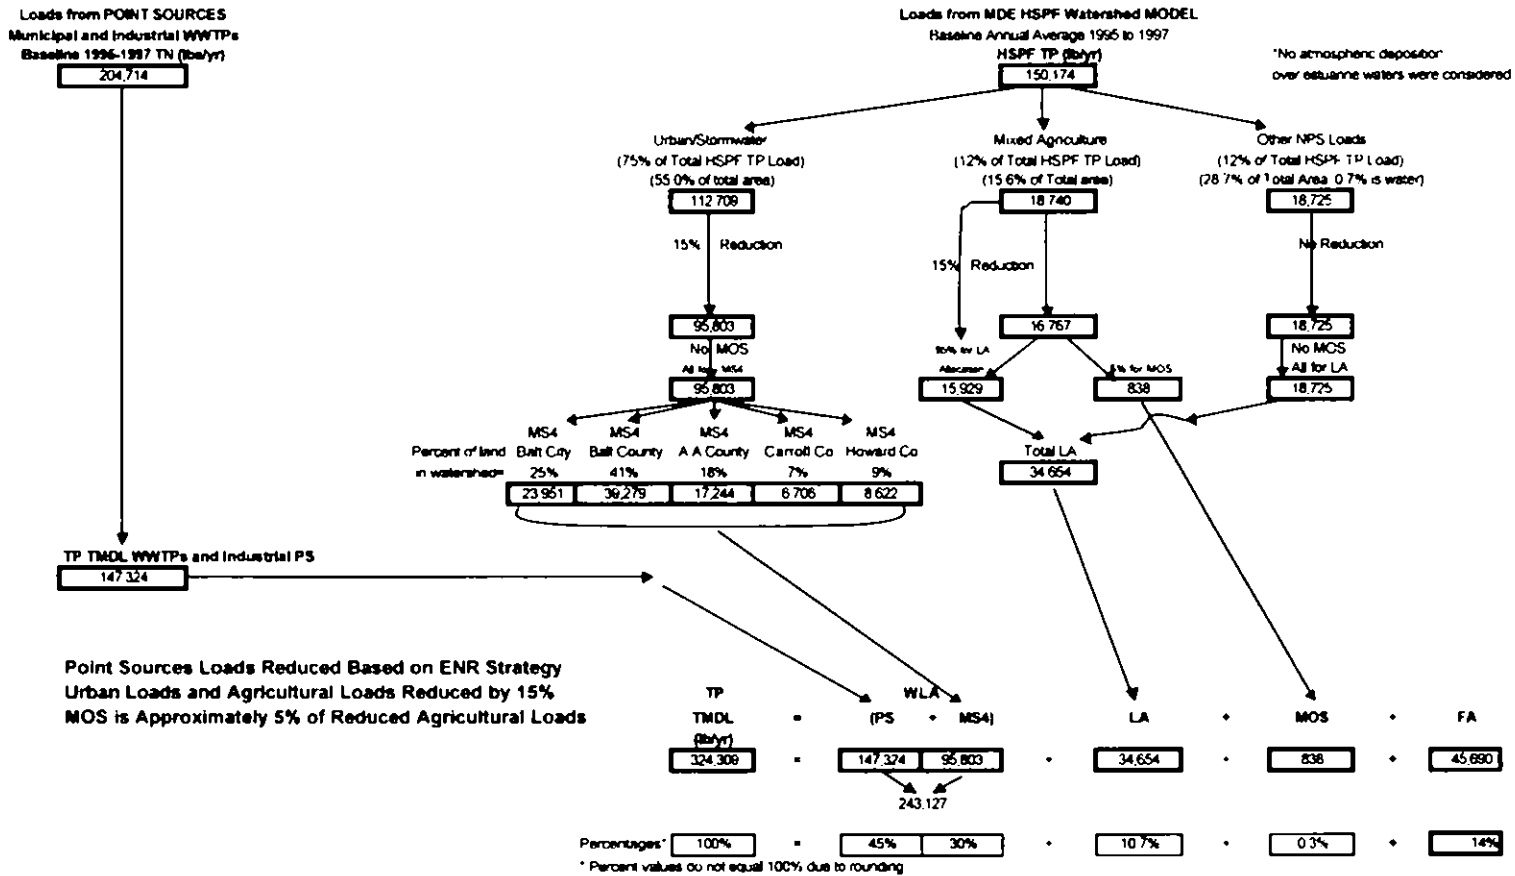 Loads from POINT SOURCES
Municipal and Industrial WWTPs
Baseline 1996-1997 TN (lbs/yr)
204,714
Loads from MDE HSPF Watershed MODEL
Baseline Annual Average 1995 to 1997
HSPF TP (lb/yr)
150,174
*No atmospheric deposition
over estuarine waters were considered
Urban/Stormwater
(75% of Total HSPF TP Load)
(55.0% of total area)
112,709
Mixed Agriculture
(12% of Total HSPF TP Load)
(15.6% of Total area)
18,740
Other NPS Loads
(12% of Total HSPF TP Load)
(28.7% of Total Area 0.7% is water)
18,725
15% Reduction
15% Reduction
No Reduction
95,803
16,767
18,725
No MOS
All for MS4
95,803
95% for LA
Allocation
15,929
5% for MOS
838
No MOS
All for LA
18,725
MS4 MS4 MS4 MS4 MS4
Percent of land Balt City Balt County A A County Carroll Co Howard Co
in watershed= 25% 41% 18% 7% 9%
23,951 39,279 17,244 6,706 8,622
Total LA
34,654
TP TMDL WWTPs and Industrial PS
147,324
Point Sources Loads Reduced Based on ENR Strategy
Urban Loads and Agricultural Loads Reduced by 15%
MOS is Approximately 5% of Reduced Agricultural Loads
TP WLA
TMDL = (PS + MS4) + LA + MOS + FA
(lb/yr)
324,309 = 147,324 95,803 + 34,654 + 838 + 45,690
243,127
Percentages* 100% = 45% 30% + 10.7% + 0.3% + 14%
* Percent values do not equal 100% due to rounding